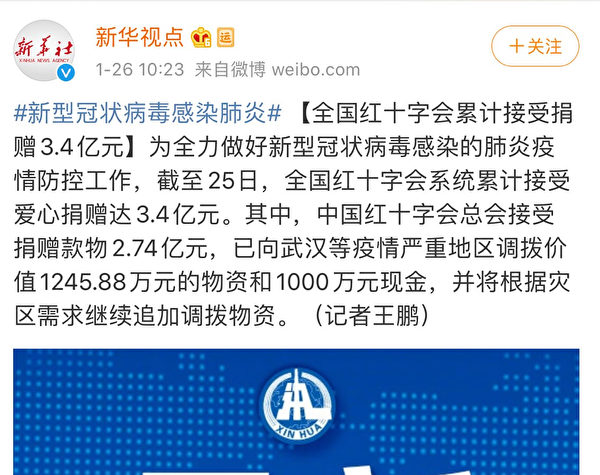 新华社
XINHUA NEWS AGENCY
新华视点
运
1-26 10:23 来自微博 weibo.com
+关注
#新型冠状病毒感染肺炎# 【全国红十字会累计接受捐
赠3.4亿元】为全力做好新型冠状病毒感染的肺炎疫
情防控工作，截至25日，全国红十字会系统累计接受
爱心捐赠达3.4亿元。其中，中国红十字会总会接受
捐赠款物2.74亿元，已向武汉等疫情严重地区调拨价
值1245.88万元的物资和1000万元现金，并将根据灾
区需求继续追加调拨物资。（记者王鹏）
XIN HUA